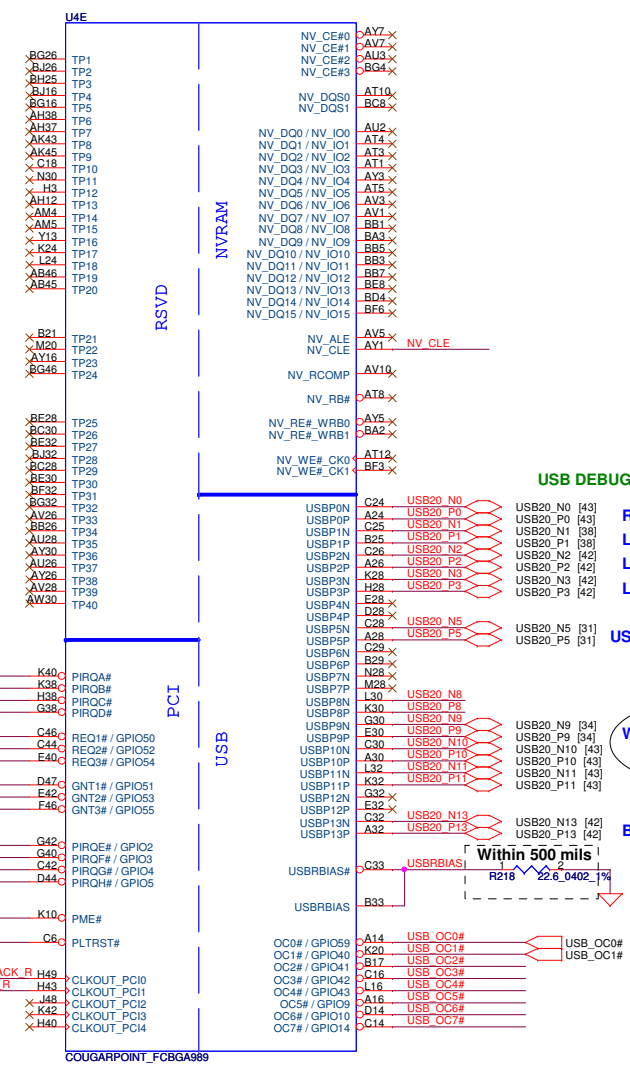 U4E
BG26 TP1
BJ26 TP2
BH25 TP3
BJ16 TP4
BG16 TP5
AH38 TP6
AH37 TP7
AK43 TP8
AK45 TP9
C18 TP10
N30 TP11
H3 TP12
AH12 TP13
AM4 TP14
AM5 TP15
Y13 TP16
K24 TP17
L24 TP18
AB46 TP19
AB45 TP20
B21 TP21
M20 TP22
AY16 TP23
BG46 TP24
BE28 TP25
BC30 TP26
BE32 TP27
BJ32 TP28
BC28 TP29
BE30 TP30
BF32 TP31
BG32 TP32
AV26 TP33
BB26 TP34
AU28 TP35
AY30 TP36
AU26 TP37
AY26 TP38
AV28 TP39
AW30 TP40
RSVD
NVRAM
NV_CE#0 AY7
NV_CE#1 AV7
NV_CE#2 AU3
NV_CE#3 BG4
NV_DQS0 AT10
NV_DQS1 BC8
NV_DQ0 / NV_IO0 AU2
NV_DQ1 / NV_IO1 AT4
NV_DQ2 / NV_IO2 AT3
NV_DQ3 / NV_IO3 AT1
NV_DQ4 / NV_IO4 AY3
NV_DQ5 / NV_IO5 AT5
NV_DQ6 / NV_IO6 AV3
NV_DQ7 / NV_IO7 AV1
NV_DQ8 / NV_IO8 BB1
NV_DQ9 / NV_IO9 BA3
NV_DQ10 / NV_IO10 BB5
NV_DQ11 / NV_IO11 BB3
NV_DQ12 / NV_IO12 BB7
NV_DQ13 / NV_IO13 BE8
NV_DQ14 / NV_IO14 BD4
NV_DQ15 / NV_IO15 BF6
NV_ALE AV5
NV_CLE AY1 NV_CLE
NV_RCOMP AV10
NV_RB# AT8
NV_RE#_WRB0 AY5
NV_RE#_WRB1 BA2
NV_WE#_CK0 AT12
NV_WE#_CK1 BF3
USB DEBUG
USBP0N C24 USB20_N0 USB20_N0 [43]
USBP0P A24 USB20_P0 USB20_P0 [43]
USBP1N C25 USB20_N1 USB20_N1 [38]
USBP1P B25 USB20_P1 USB20_P1 [38]
USBP2N C26 USB20_N2 USB20_N2 [42]
USBP2P A26 USB20_P2 USB20_P2 [42]
USBP3N K28 USB20_N3 USB20_N3 [42]
USBP3P H28 USB20_P3 USB20_P3 [42]
USBP4N E28
USBP4P D28
USBP5N C28 USB20_N5 USB20_N5 [31]
USBP5P A28 USB20_P5 USB20_P5 [31]
USBP6N C29
USBP6P B29
USBP7N N28
USBP7P M28
USBP8N L30 USB20_N8
USBP8P K30 USB20_P8
USBP9N G30 USB20_N9 USB20_N9 [34]
USBP9P E30 USB20_P9 USB20_P9 [34]
USBP10N C30 USB20_N10 USB20_N10 [43]
USBP10P A30 USB20_P10 USB20_P10 [43]
USBP11N L32 USB20_N11 USB20_N11 [43]
USBP11P K32 USB20_P11 USB20_P11 [43]
USBP12N G32
USBP12P E32
USBP13N C32 USB20_N13 USB20_N13 [42]
USBP13P A32 USB20_P13 USB20_P13 [42]
R
L
L
L
US
W
B
PCI
USB
K40 PIRQA#
K38 PIRQB#
H38 PIRQC#
G38 PIRQD#
C46 REQ1# / GPIO50
C44 REQ2# / GPIO52
E40 REQ3# / GPIO54
D47 GNT1# / GPIO51
E42 GNT2# / GPIO53
F46 GNT3# / GPIO55
G42 PIRQE# / GPIO2
G40 PIRQF# / GPIO3
C42 PIRQG# / GPIO4
D44 PIRQH# / GPIO5
K10 PME#
C6 PLTRST#
ACK_R H49 CLKOUT_PCI0
R H43 CLKOUT_PCI1
J48 CLKOUT_PCI2
K42 CLKOUT_PCI3
H40 CLKOUT_PCI4
Within 500 mils
USBRBIAS# C33 USBRBIAS 1 2
R218 22.6_0402_1%
USBRBIAS B33
OC0# / GPIO59 A14 USB_OC0# USB_OC0#
OC1# / GPIO40 K20 USB_OC1# USB_OC1#
OC2# / GPIO41 B17 USB_OC2#
OC3# / GPIO42 C16 USB_OC3#
OC4# / GPIO43 L16 USB_OC4#
OC5# / GPIO9 A16 USB_OC5#
OC6# / GPIO10 D14 USB_OC6#
OC7# / GPIO14 C14 USB_OC7#
COUGARPOINT_FCBGA989